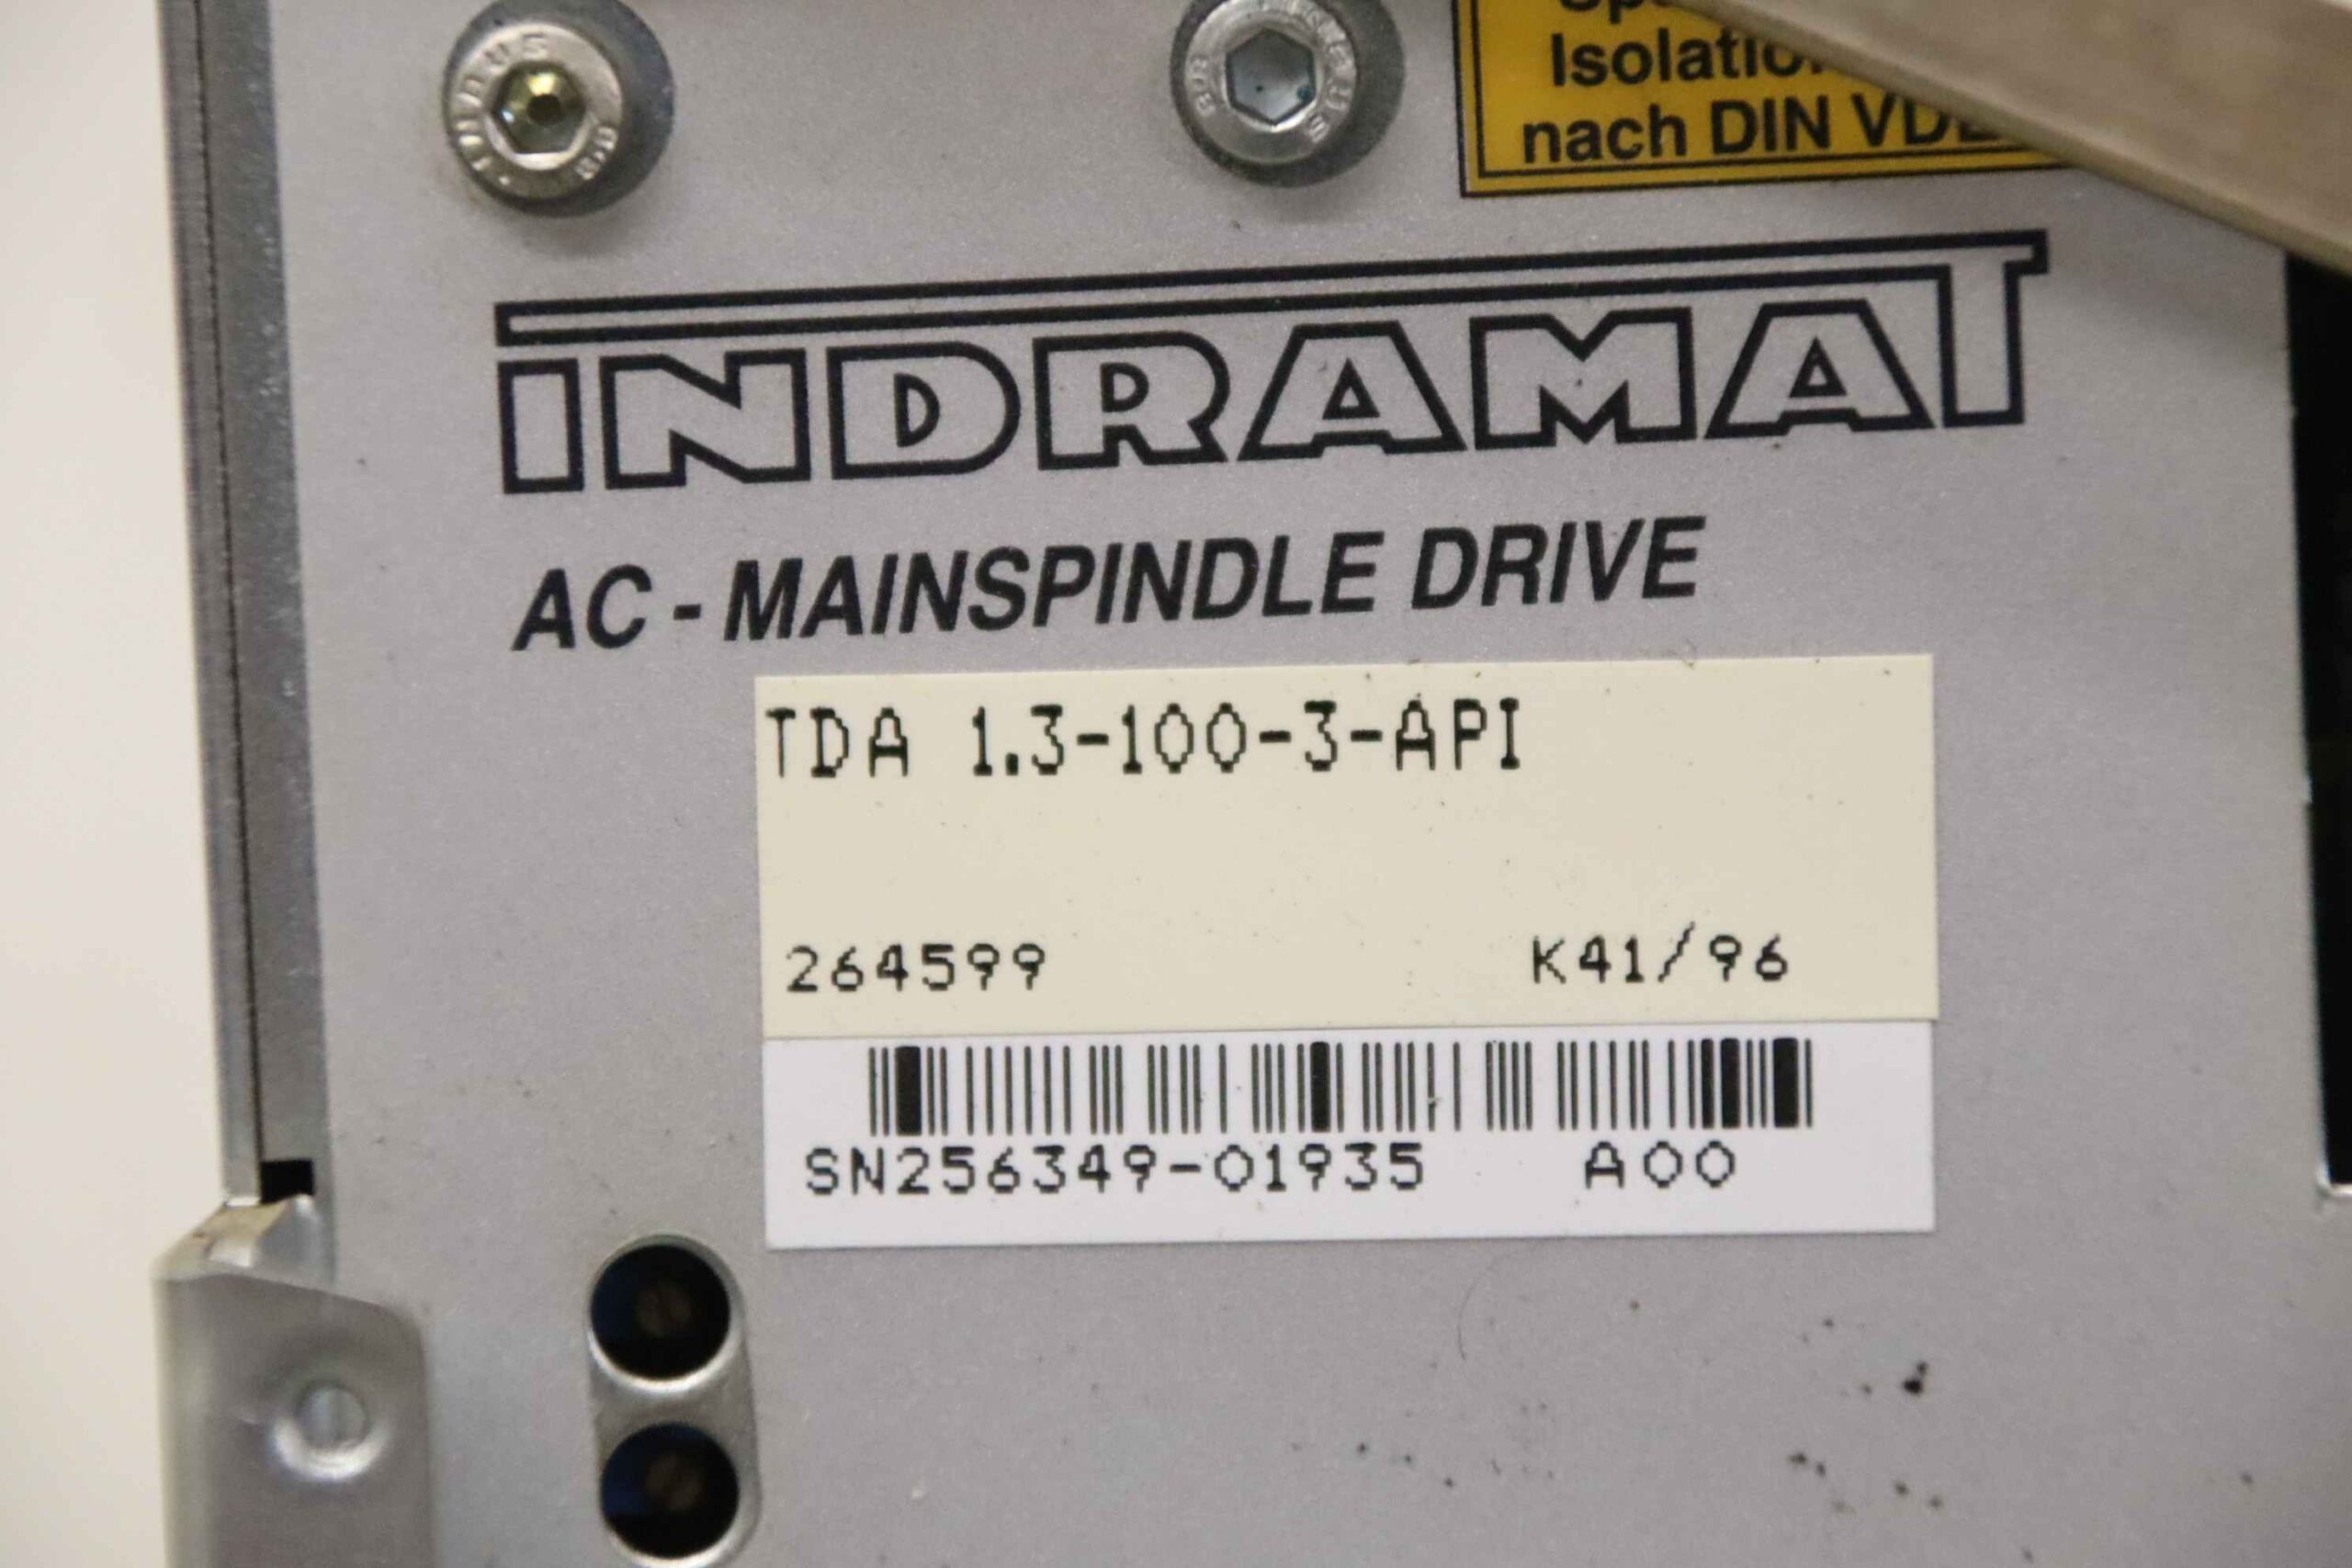 Isolation
nach DIN VDE
INDRAMAT
AC - MAINSPINDLE DRIVE
TDA 1.3-100-3-API
264599 K41/96
SN256349-01935 A00